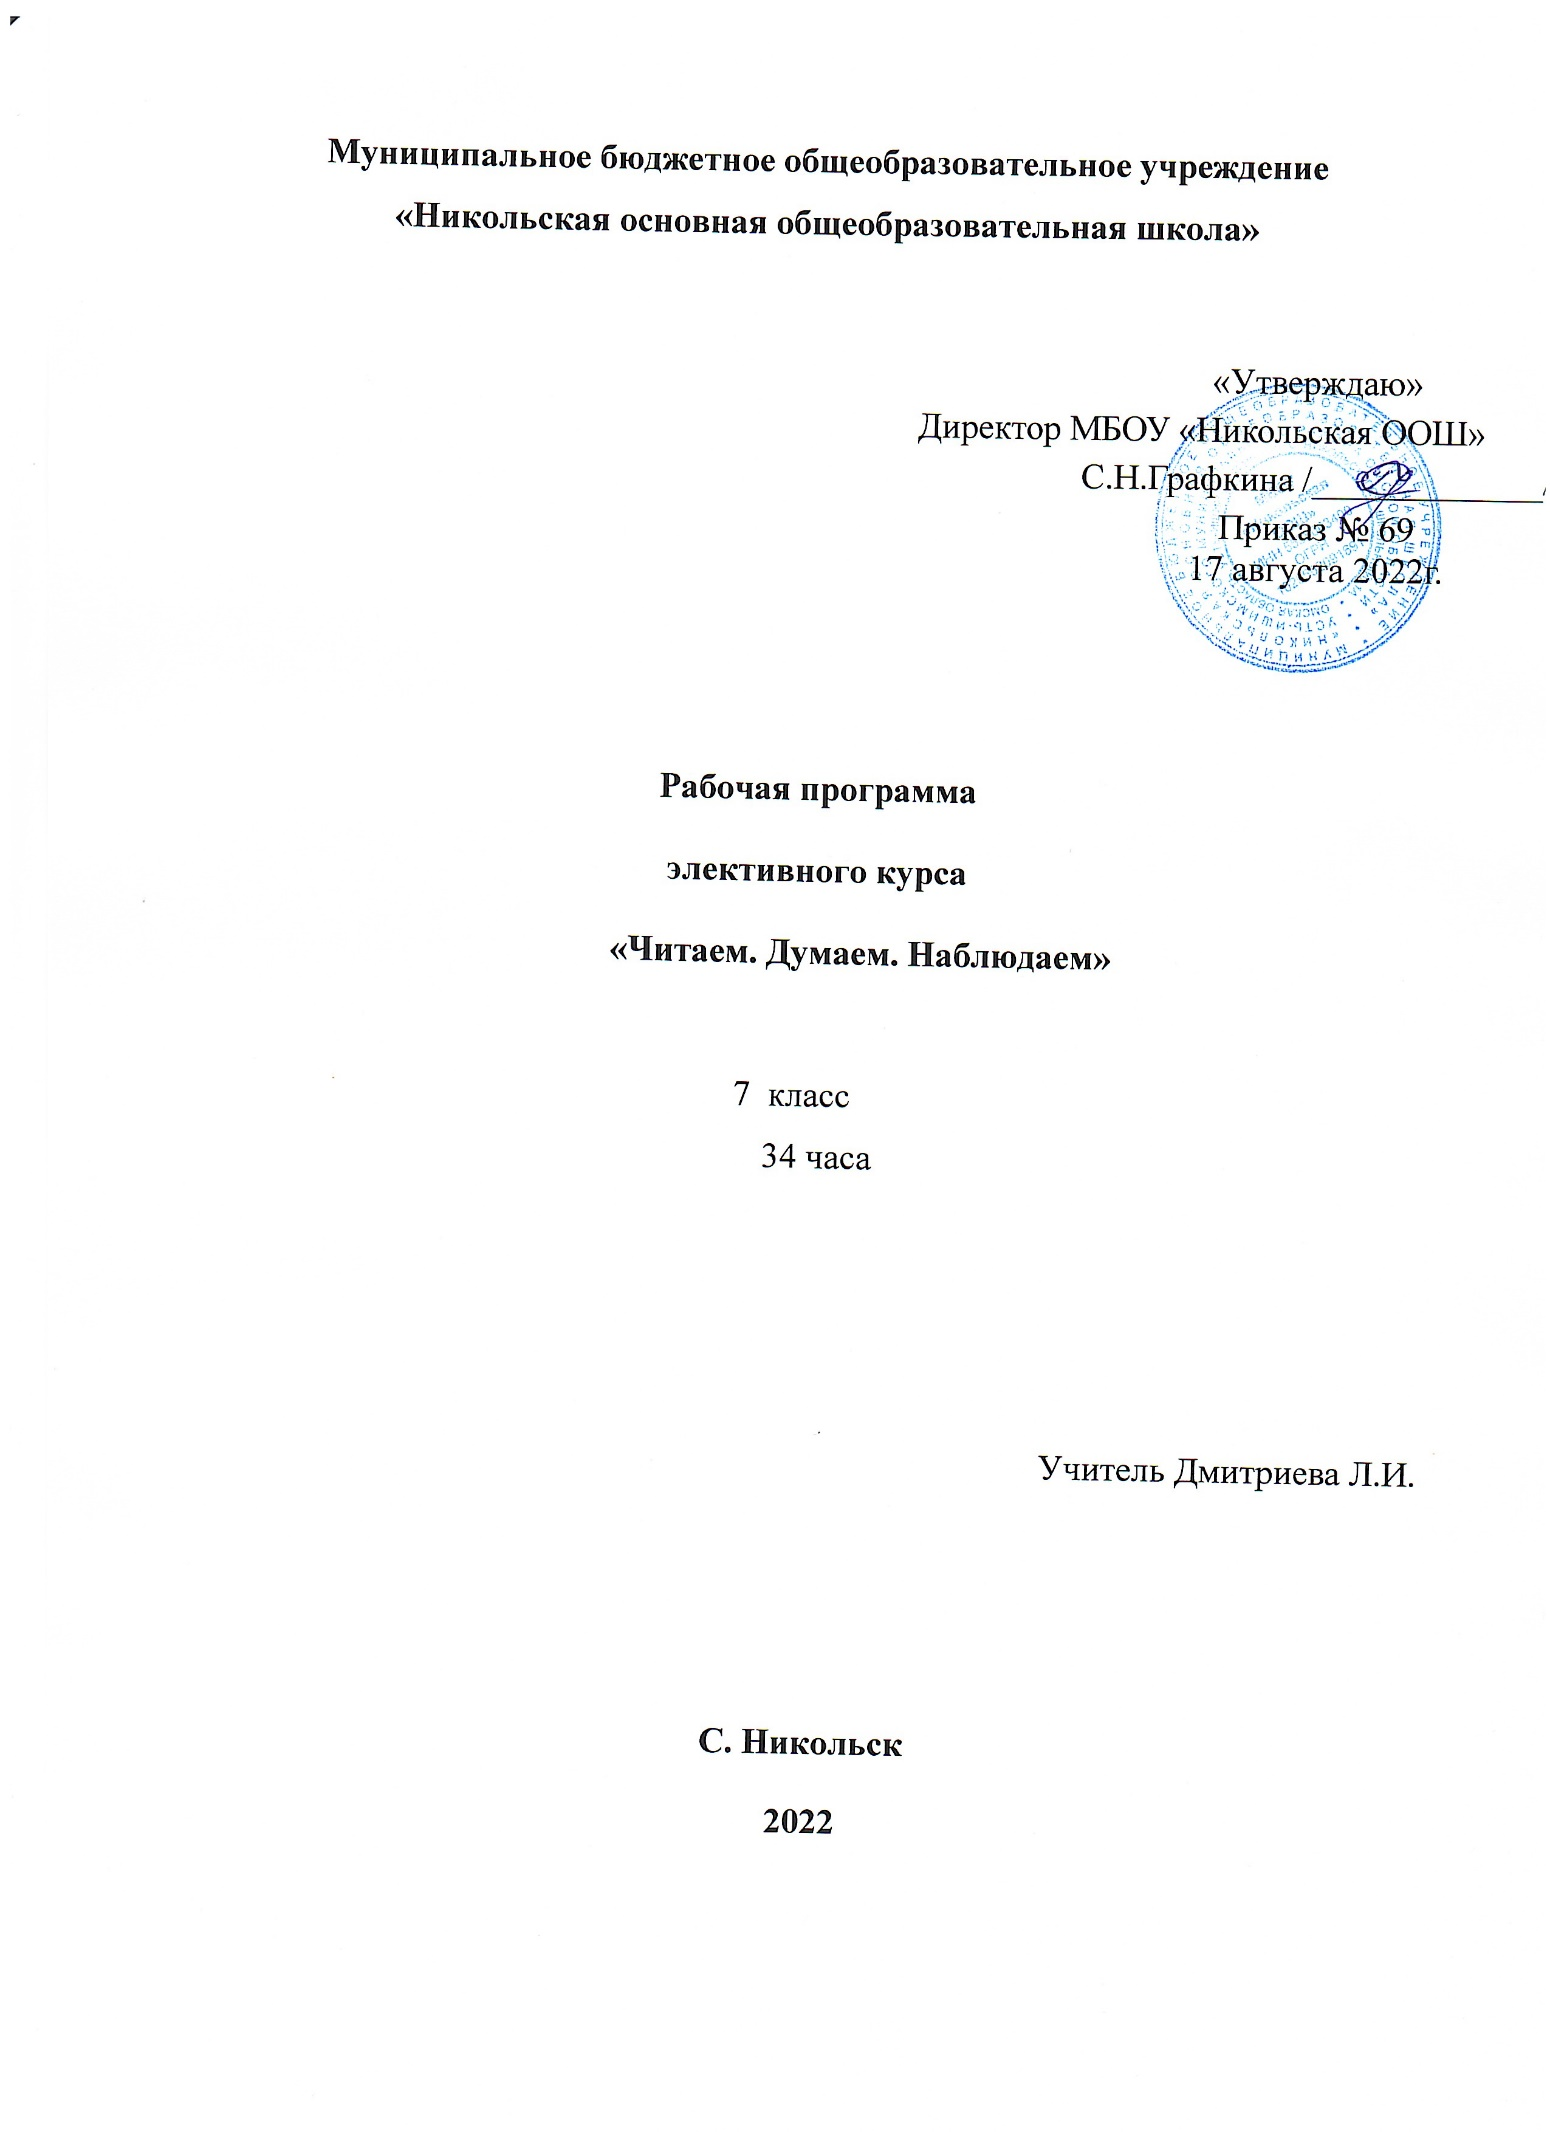 Муниципальное бюджетное общеобразовательное учреждение
«Никольская основная общеобразовательная школа»
«Утверждаю»
Директор МБОУ «Никольская ООШ»
С.Н.Графкина /____________/
Приказ № 69
17 августа 2022г.
Рабочая программа
элективного курса
«Читаем. Думаем. Наблюдаем»
7 класс
34 часа
Учитель Дмитриева Л.И.
С. Никольск
2022